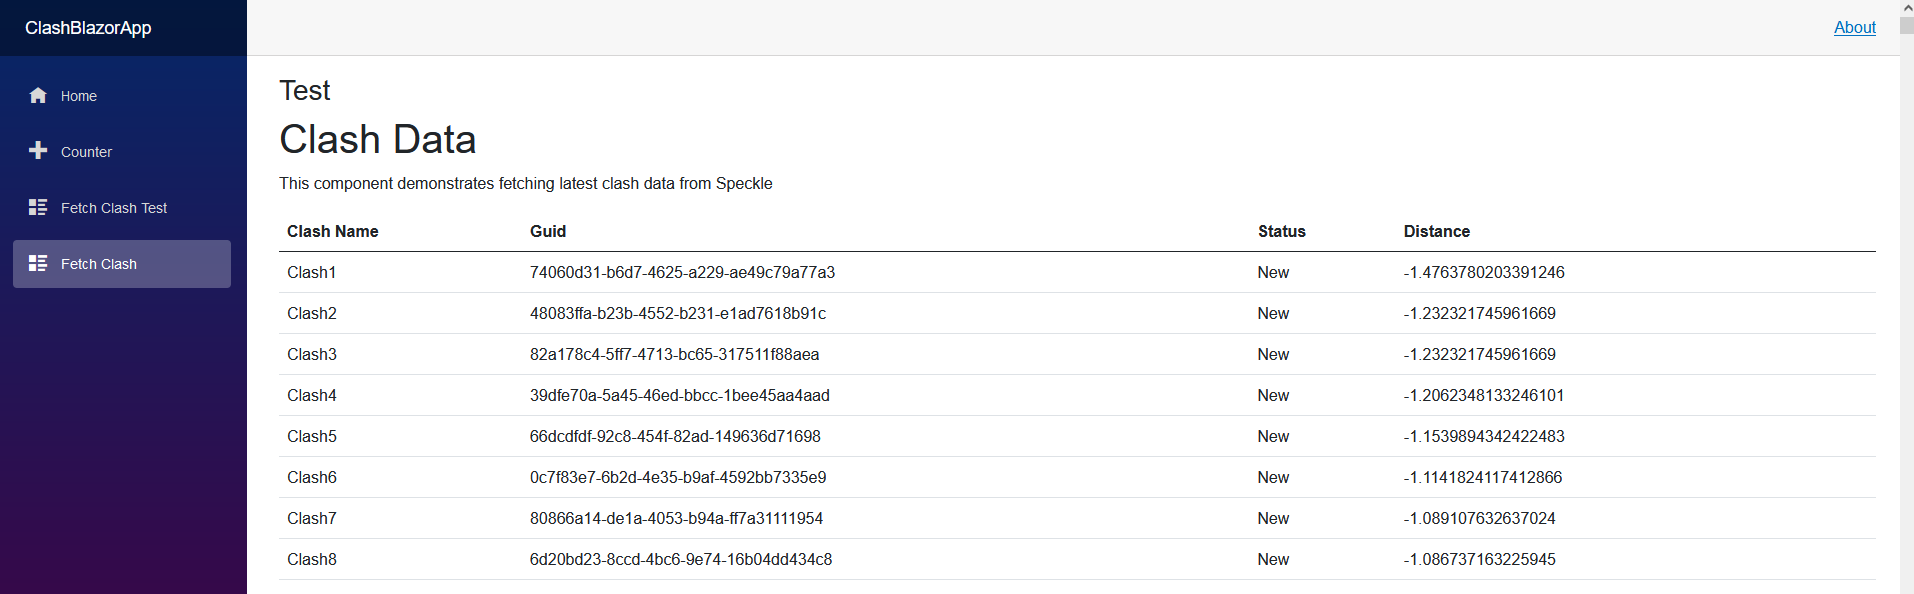 ClashBlazorApp
About
Home
Counter
Fetch Clash Test
Fetch Clash
Test
Clash Data
This component demonstrates fetching latest clash data from Speckle
Clash Name Guid Status Distance
Clash1 74060d31-b6d7-4625-a229-ae49c79a77a3 New -1.4763780203391246
Clash2 48083ffa-b23b-4552-b231-e1ad7618b91c New -1.232321745961669
Clash3 82a178c4-5ff7-4713-bc65-317511f88aea New -1.232321745961669
Clash4 39dfe70a-5a45-46ed-bbcc-1bee45aa4aad New -1.2062348133246101
Clash5 66dcdfdf-92c8-454f-82ad-149636d71698 New -1.1539894342422483
Clash6 0c7f83e7-6b2d-4e35-b9af-4592bb7335e9 New -1.1141824117412866
Clash7 80866a14-de1a-4053-b94a-ff7a31111954 New -1.089107632637024
Clash8 6d20bd23-8ccd-4bc6-9e74-16b04dd434c8 New -1.086737163225945